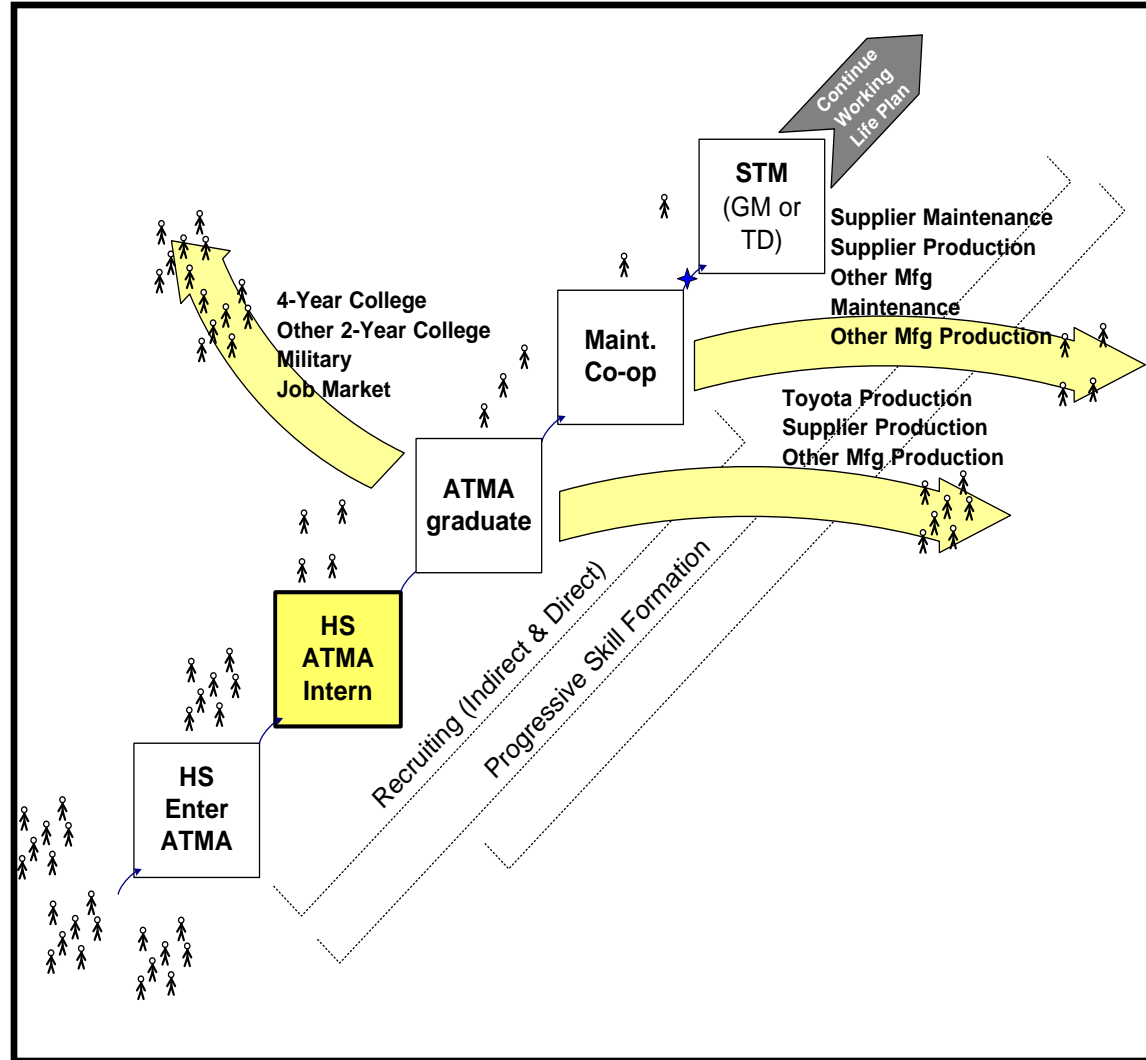 Continue
Working
Life Plan
STM
(GM or
TD)
Supplier Maintenance
Supplier Production
Other Mfg
Maintenance
Other Mfg Production
4-Year College
Other 2-Year College
Military
Job Market
Maint.
Co-op
Toyota Production
Supplier Production
Other Mfg Production
ATMA
graduate
HS
ATMA
Intern
Recruiting (Indirect & Direct)
Progressive Skill Formation
HS
Enter
ATMA